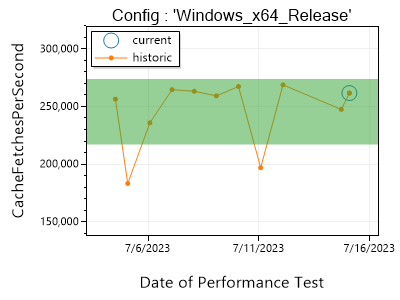 Config : 'Windows_x64_Release'
current
historic
300,000
250,000
200,000
150,000
CacheFetchesPerSecond
7/6/2023
7/11/2023
7/16/2023
Date of Performance Test